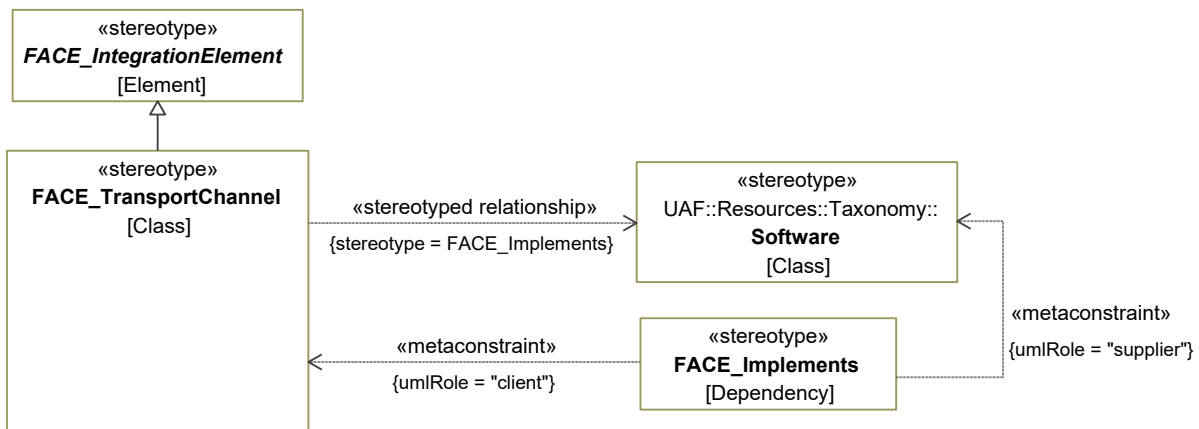 «stereotype»
FACE_IntegrationElement
[Element]
«stereotype»
FACE_TransportChannel
[Class]
«stereotyped relationship»
{stereotype = FACE_Implements}
«stereotype»
UAF::Resources::Taxonomy::
Software
[Class]
«metaconstraint»
{umlRole = "client"}
«stereotype»
FACE_Implements
[Dependency]
«metaconstraint»
{umlRole = "supplier"}